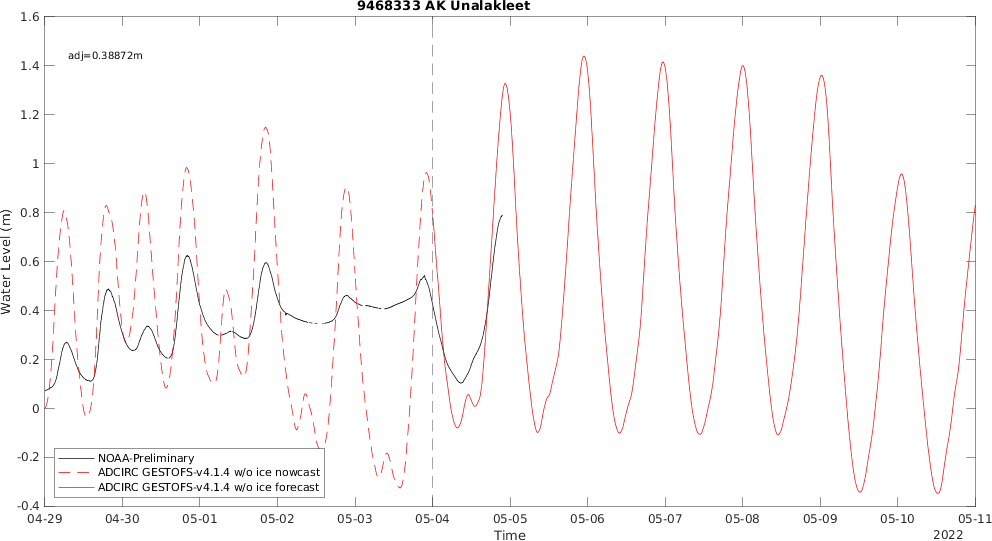 9468333 AK Unalakleet
adj=0.38872m
Water Level (m)
1.6
1.4
1.2
1
0.8
0.6
0.4
0.2
0
-0.2
-0.4
NOAA-Preliminary
ADCIRC GESTOFS-v4.1.4 w/o ice nowcast
ADCIRC GESTOFS-v4.1.4 w/o ice forecast
04-29 04-30 05-01 05-02 05-03 05-04 05-05 05-06 05-07 05-08 05-09 05-10 05-11
Time
2022